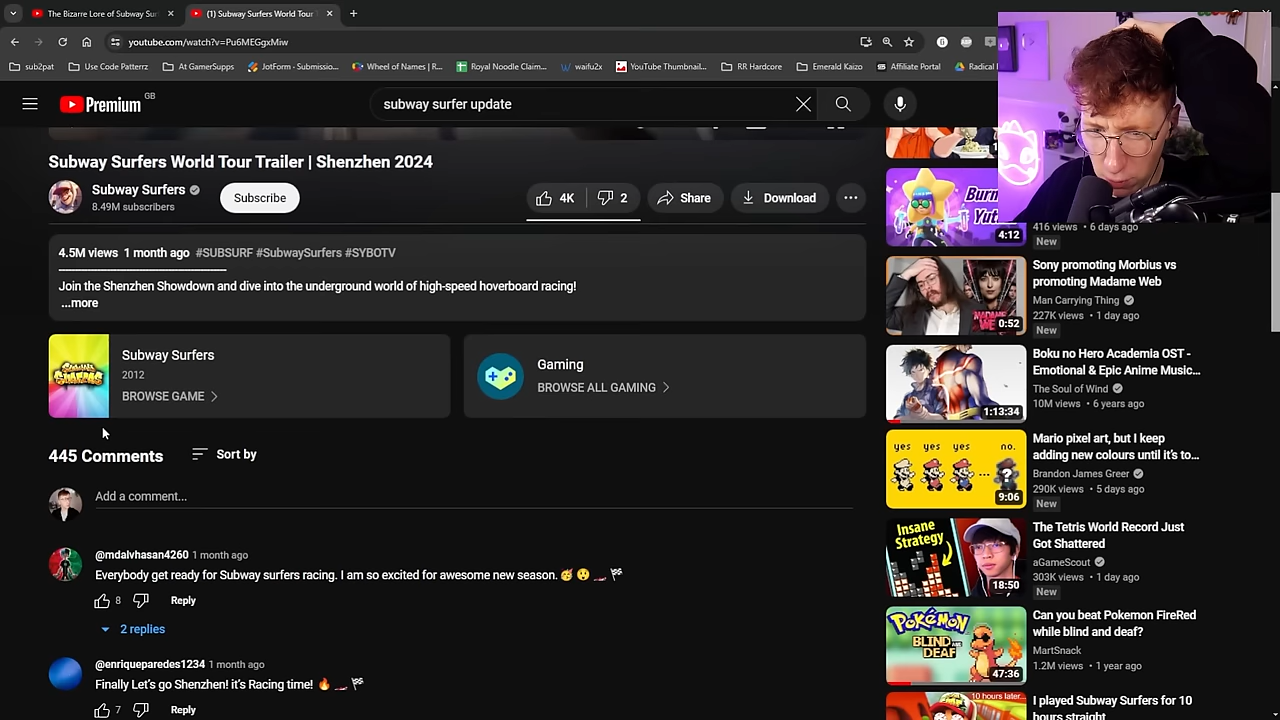 The Bizarre Lore of Subway Sur
(1) Subway Surfers World Tour
youtube.com/watch?v=Pu6MEGgxMiw
sub2pat
Use Code Patterrz
At GamerSupps
JotForm - Submissio...
Wheel of Names | R...
Royal Noodle Claim...
waifu2x
YouTube Thumbnail...
RR Hardcore
Emerald Kaizo
Affiliate Portal
Radical
Premium
GB
subway surfer update
Subway Surfers World Tour Trailer | Shenzhen 2024
Subway Surfers
8.49M subscribers
Subscribe
4K
2
Share
Download
4.5M views 1 month ago #SUBSURF #SubwaySurfers #SYBOTV
Join the Shenzhen Showdown and dive into the underground world of high-speed hoverboard racing!
...more
SUBWAY
SURFERS
Subway Surfers
2012
BROWSE GAME
Gaming
BROWSE ALL GAMING
445 Comments
Sort by
Add a comment...
@mdalvhasan4260 1 month ago
Everybody get ready for Subway surfers racing. I am so excited for awesome new season. 🥳 😲 🛹 🏁
8
Reply
2 replies
@enriqueparedes1234 1 month ago
Finally Let's go Shenzhen! it's Racing time! 🔥 🛹 🏁
7
Reply
4:12
416 views • 6 days ago
New
0:52
Sony promoting Morbius vs
promoting Madame Web
Man Carrying Thing
227K views • 1 day ago
New
1:13:34
Boku no Hero Academia OST -
Emotional & Epic Anime Music...
The Soul of Wind
10M views • 6 years ago
yes yes yes no.
9:06
Mario pixel art, but I keep
adding new colours until it's to...
Brandon James Greer
290K views • 5 days ago
New
Insane
Strategy
18:50
The Tetris World Record Just
Got Shattered
aGameScout
303K views • 1 day ago
New
POKéMON
BLIND AND
DEAF
47:36
Can you beat Pokemon FireRed
while blind and deaf?
MartSnack
1.2M views • 1 year ago
10 hours later...
I played Subway Surfers for 10
hours straight